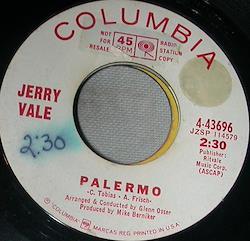 COLUMBIA
NOT FOR RESALE
45 RPM
RADIO STATION COPY
JERRY VALE
4-43696
JZSP 114579
2:30
Publisher:
Ritvale
Music Corp.
(ASCAP)
2:30
PALERMO
-C. Tobias - A. Frisch-
Arranged & Conducted by Glenn Osser
Produced by Mike Berniker
"COLUMBIA"
MARCAS REG. PRINTED IN U.S.A.